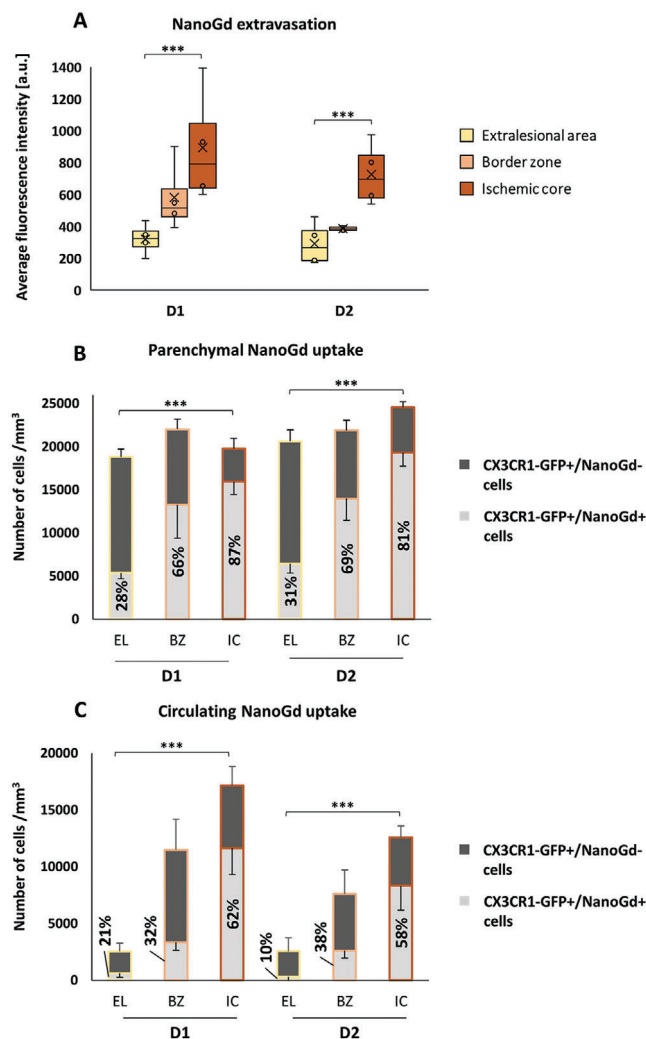 A
NanoGd extravasation
Average fluorescence intensity [a.u.]
1400
1200
1000
800
600
400
200
0
***
***
D1
D2
Extralesional area
Border zone
Ischemic core
B
Parenchymal NanoGd uptake
Number of cells /mm³
25000
20000
15000
10000
5000
0
***
***
28%
66%
87%
31%
69%
81%
EL
BZ
IC
EL
BZ
IC
D1
D2
CX3CR1-GFP+/NanoGd-
cells
CX3CR1-GFP+/NanoGd+
cells
C
Circulating NanoGd uptake
Number of cells /mm³
20000
15000
10000
5000
0
***
***
21%
32%
62%
10%
38%
58%
EL
BZ
IC
EL
BZ
IC
D1
D2
CX3CR1-GFP+/NanoGd-
cells
CX3CR1-GFP+/NanoGd+
cells